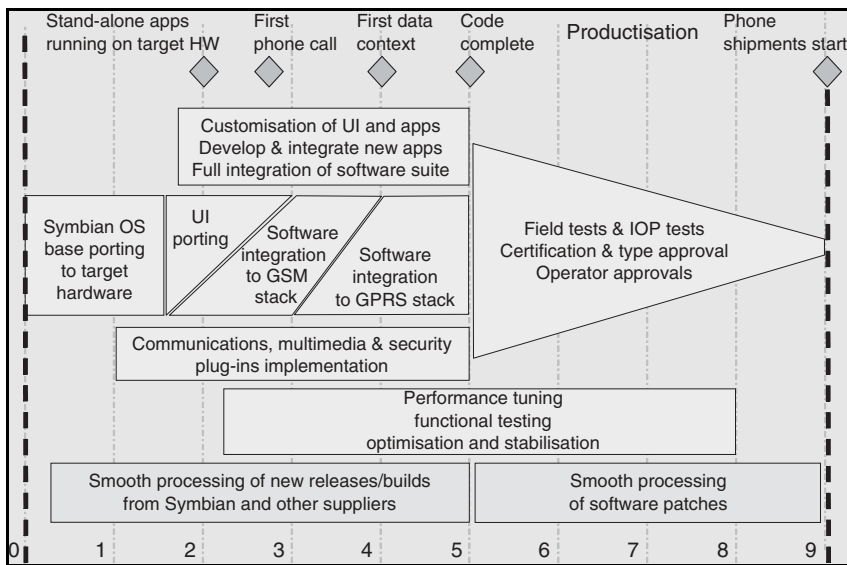 Stand-alone apps
running on target HW
First
phone call
First data
context
Code
complete
Productisation
Phone
shipments start
Customisation of UI and apps
Develop & integrate new apps
Full integration of software suite
Symbian OS
base porting
to target
hardware
UI
porting
Software
integration
to GSM
stack
Software
integration
to GPRS stack
Field tests & IOP tests
Certification & type approval
Operator approvals
Communications, multimedia & security
plug-ins implementation
Performance tuning
functional testing
optimisation and stabilisation
Smooth processing of new releases/builds
from Symbian and other suppliers
Smooth processing
of software patches
0 1 2 3 4 5 6 7 8 9